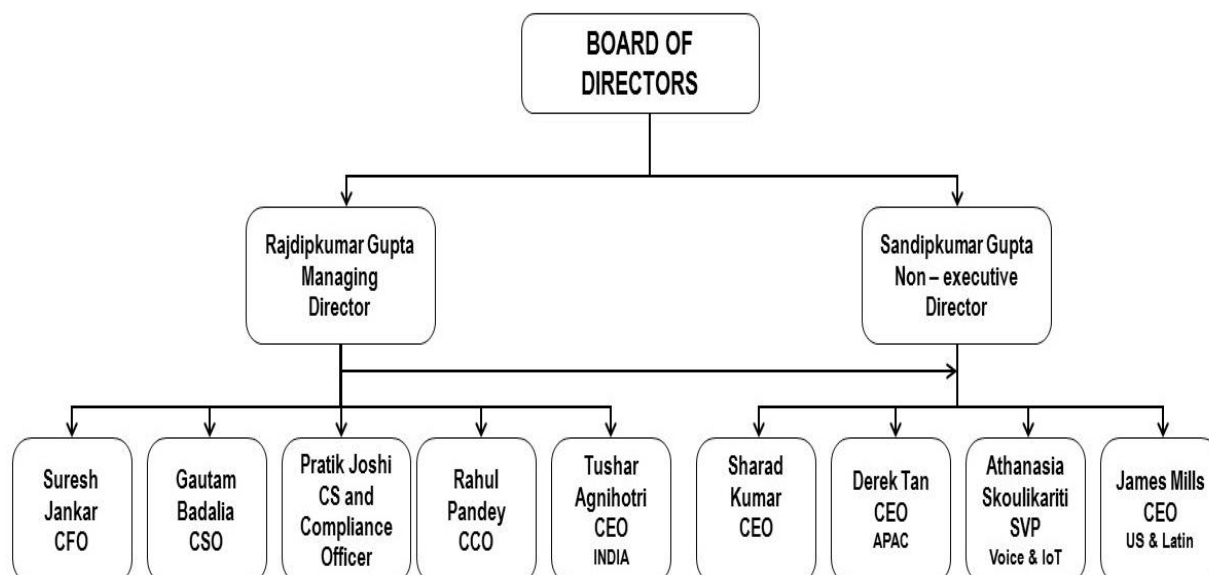 BOARD OF
DIRECTORS
Rajdipkumar Gupta
Managing
Director
Sandipkumar Gupta
Non – executive
Director
Suresh
Jankar
CFO
Gautam
Badalia
CSO
Pratik Joshi
CS and
Compliance
Officer
Rahul
Pandey
CCO
Tushar
Agnihotri
CEO
INDIA
Sharad
Kumar
CEO
Derek Tan
CEO
APAC
Athanasia
Skoulikariti
SVP
Voice & IoT
James Mills
CEO
US & Latin